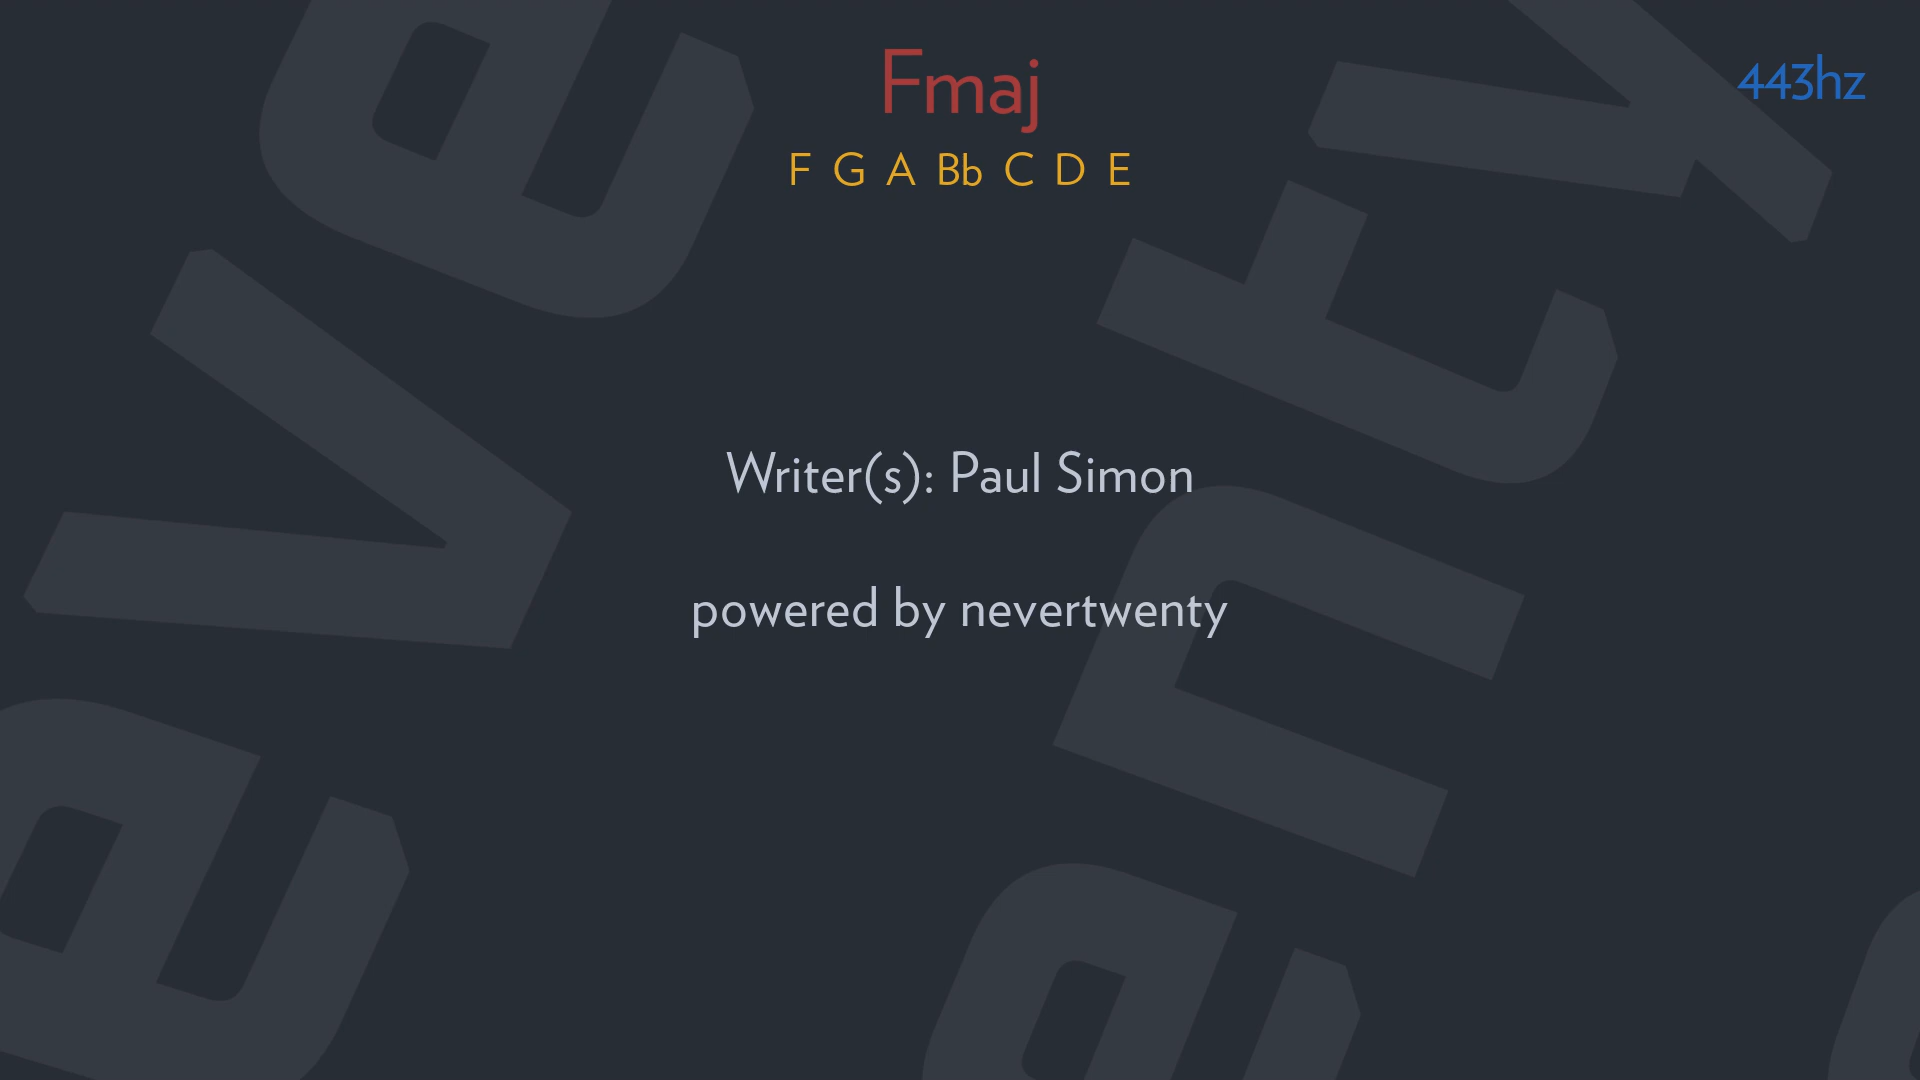 Fmaj
443hz
F G A Bb C D E
Writer(s): Paul Simon
powered by nevertwenty